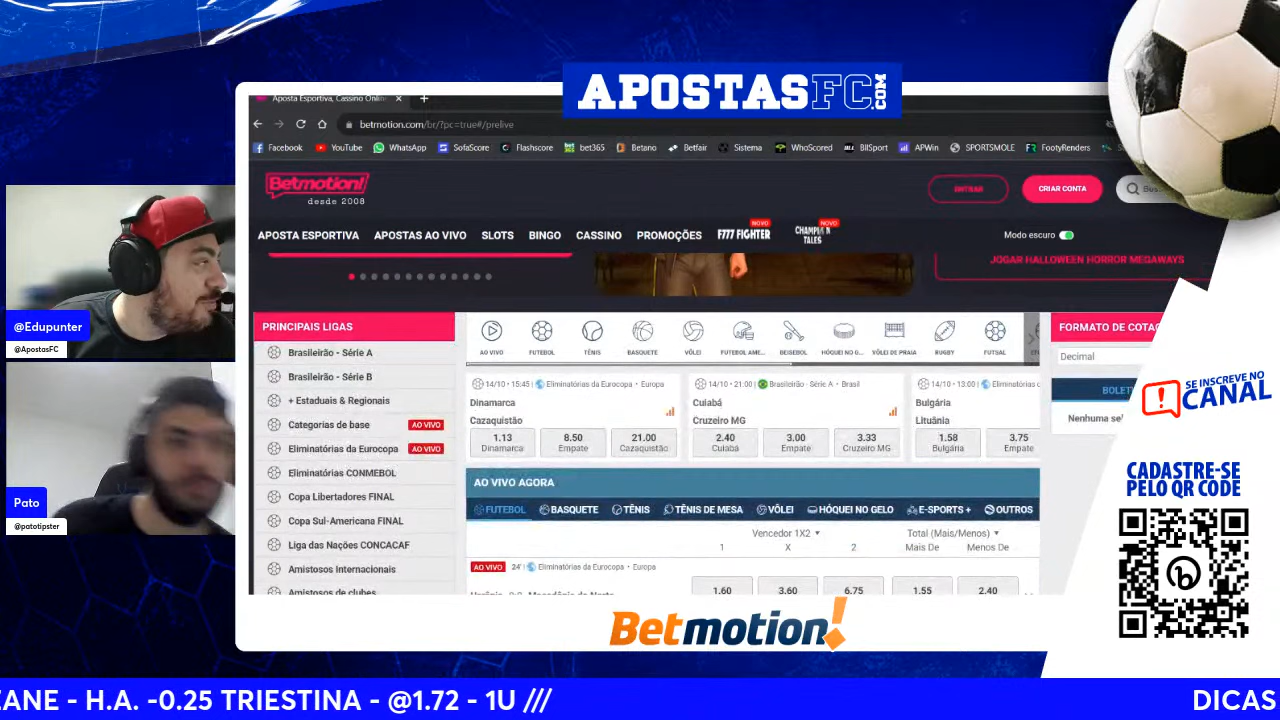 APOSTASFC.COM
Aposta Esportiva, Cassino Online
betmotion.com/br/?pc=true#/prelive
Facebook YouTube WhatsApp SofaScore Flashscore bet365 Betano Betfair Sistema WhoScored BllSport APWin SPORTSMOLE FootyRenders
Betmotion!
desde 2008
ENTRAR
CRIAR CONTA
APOSTA ESPORTIVA APOSTAS AO VIVO SLOTS BINGO CASSINO PROMOÇÕES
NOVO
F777 FIGHTER
NOVO
CHAMPION TALES
Modo escuro
JOGAR HALLOWEEN HORROR MEGAWAYS
@Edupunter
@ApostasFC
Pato
@patotipster
PRINCIPAIS LIGAS
Brasileirão - Série A
Brasileirão - Série B
+ Estaduais & Regionais
Categorias de base AO VIVO
Eliminatórias da Eurocopa AO VIVO
Eliminatórias CONMEBOL
Copa Libertadores FINAL
Copa Sul-Americana FINAL
Liga das Nações CONCACAF
Amistosos Internacionais
Amistosos de clubes
AO VIVO FUTEBOL TÊNIS BASQUETE VÔLEI FUTEBOL AME... BEISEBOL HÓQUEI NO G... VÔLEI DE PRAIA RUGBY FUTSAL
14/10 • 15:45 | Eliminatórias da Eurocopa • Europa
Dinamarca
Cazaquistão
1.13 8.50 21.00
Dinamarca Empate Cazaquistão
14/10 • 21:00 | Brasileirão - Série A • Brasil
Cuiabá
Cruzeiro MG
2.40 3.00 3.33
Cuiabá Empate Cruzeiro MG
14/10 • 13:00 | Eliminatórias
Bulgária
Lituânia
1.58 3.75
Bulgária Empate
AO VIVO AGORA
FUTEBOL BASQUETE TÊNIS TÊNIS DE MESA VÔLEI HÓQUEI NO GELO E-SPORTS + OUTROS
Vencedor 1X2 Total (Mais/Menos)
1 X 2 Mais De Menos De
AO VIVO 24' | Eliminatórias da Eurocopa • Europa
1.60 3.60 6.75 1.55 2.40
FORMATO DE COTAÇ
Decimal
BOLET
Nenhuma se
SE INSCREVE NO
CANAL
CADASTRE-SE
PELO QR CODE
Betmotion!
EANE - H.A. -0.25 TRIESTINA - @1.72 - 1U /// DICAS